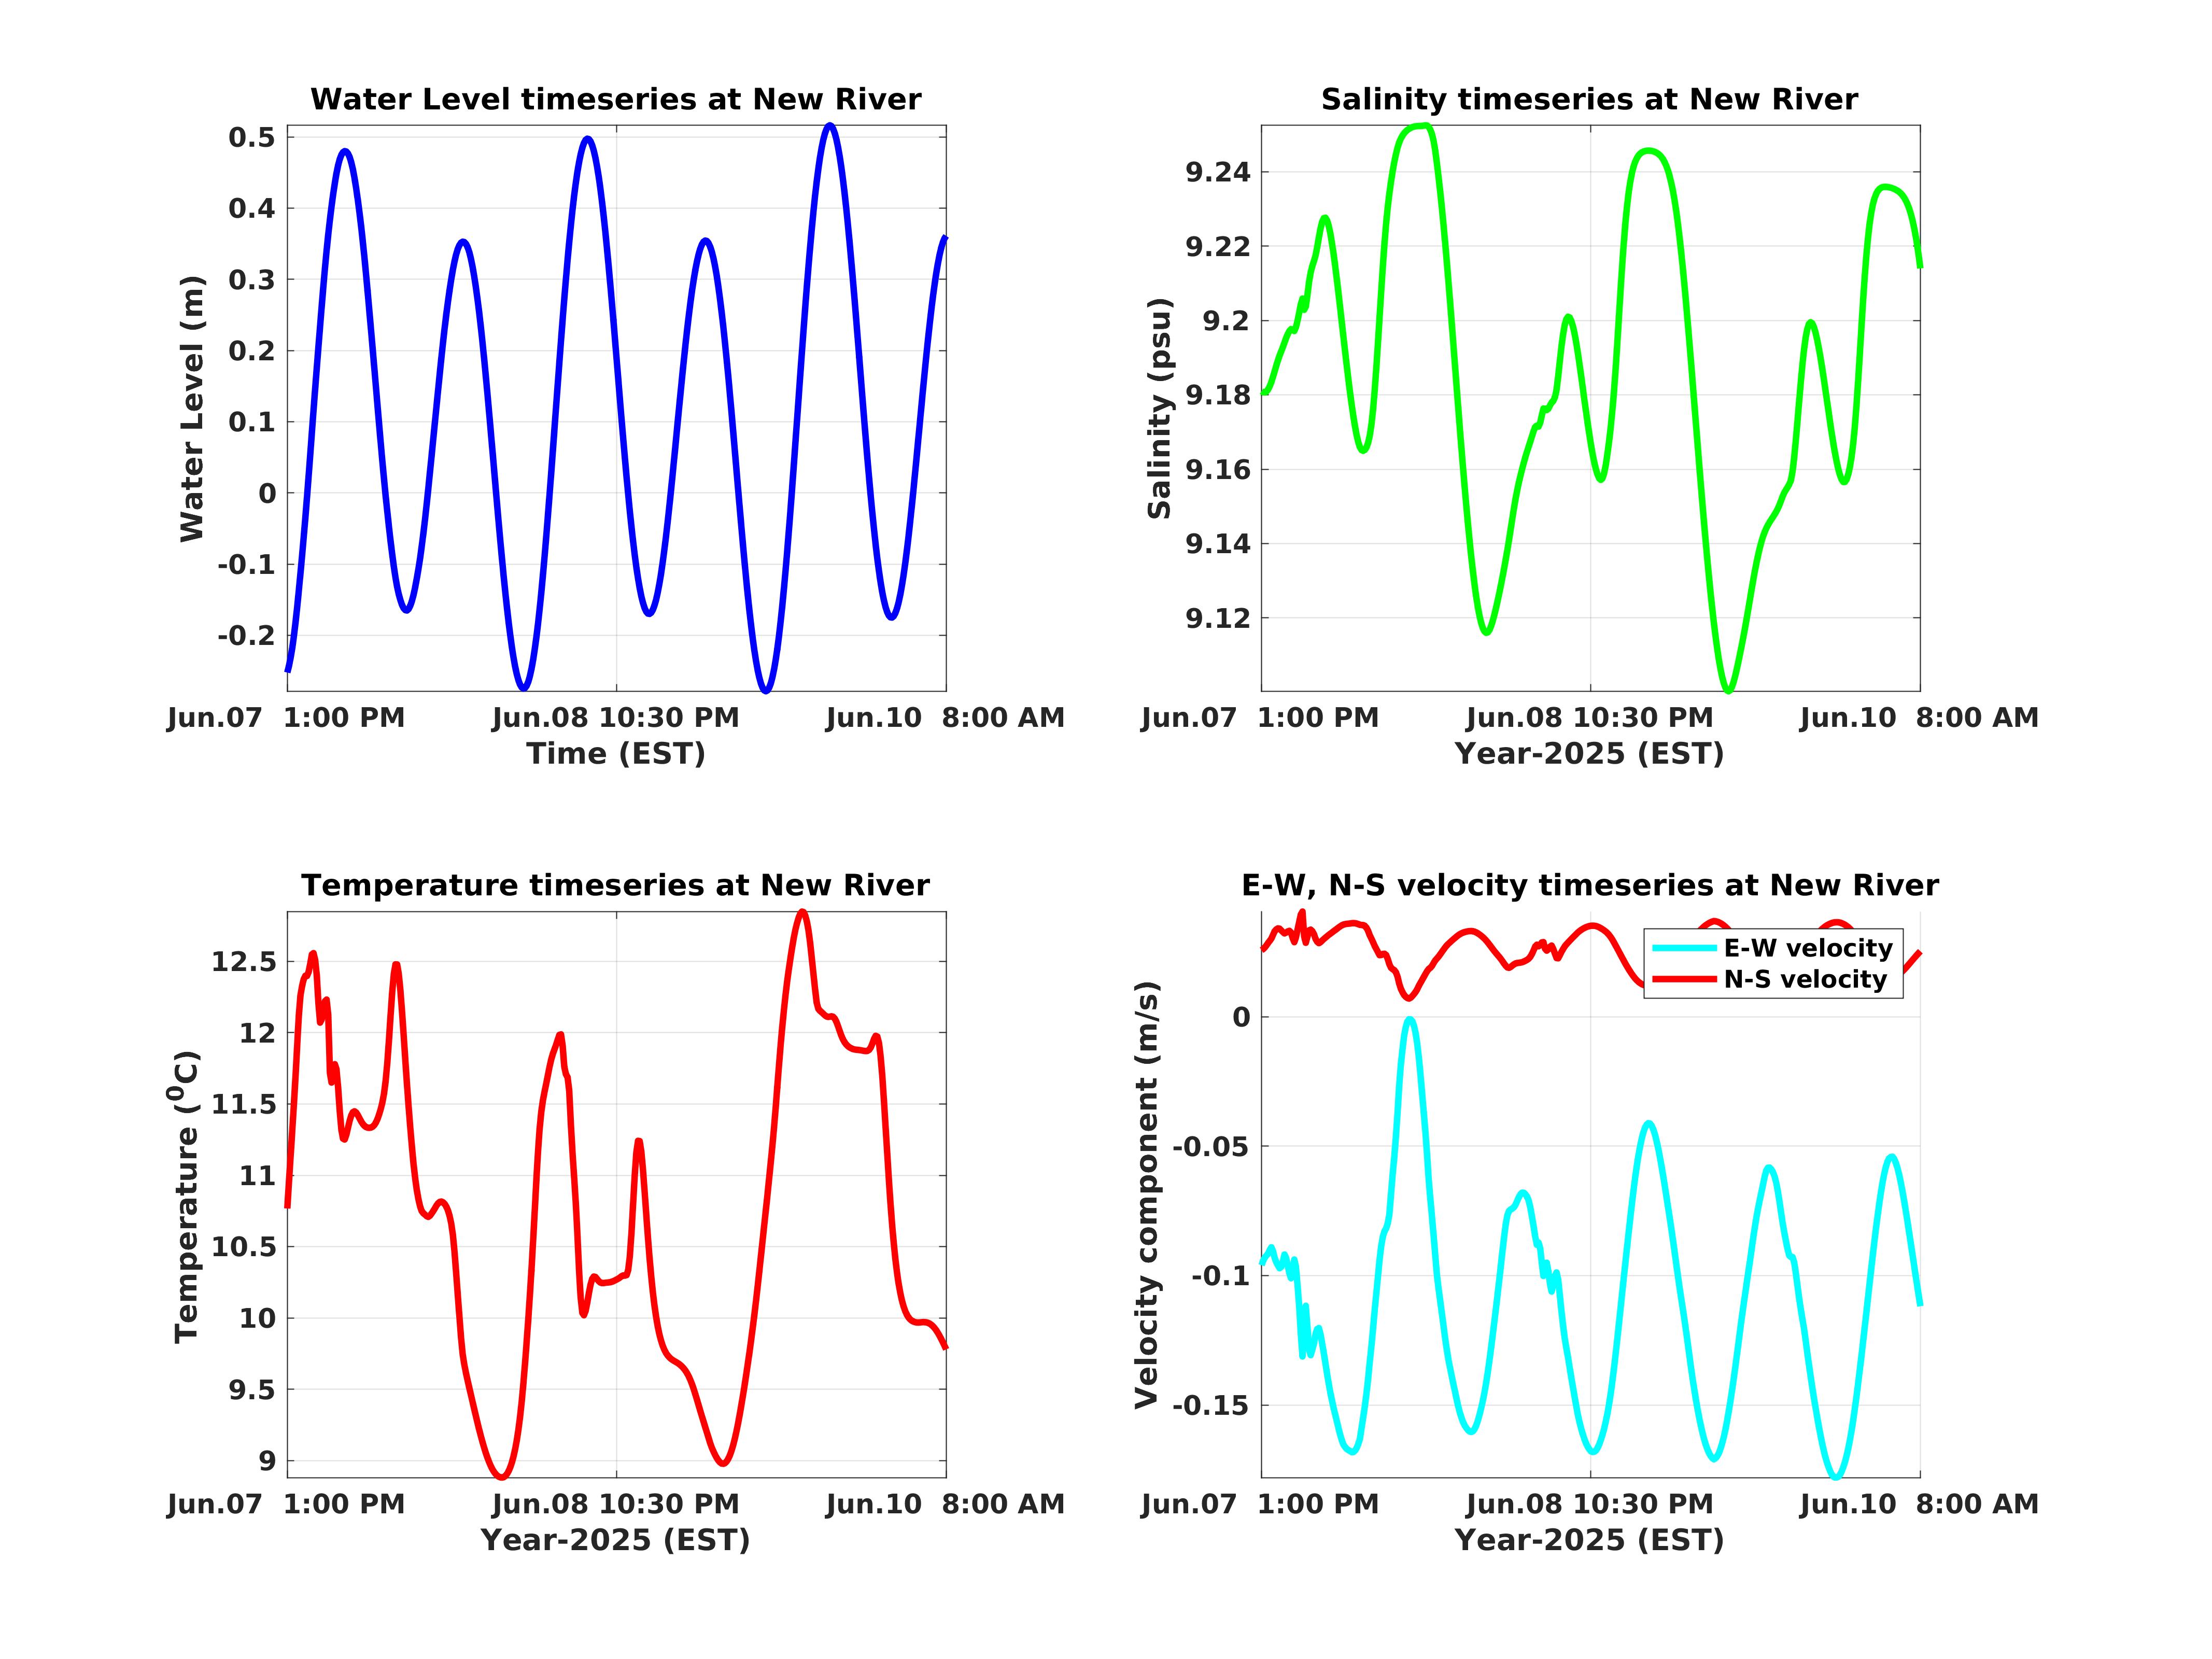 Water Level timeseries at New River
0.5
0.4
0.3
0.2
0.1
0
-0.1
-0.2
Water Level (m)
Jun.07 1:00 PM
Jun.08 10:30 PM
Jun.10 8:00 AM
Time (EST)
Salinity timeseries at New River
9.24
9.22
9.2
9.18
9.16
9.14
9.12
Salinity (psu)
Jun.07 1:00 PM
Jun.08 10:30 PM
Jun.10 8:00 AM
Year-2025 (EST)
Temperature timeseries at New River
12.5
12
11.5
11
10.5
10
9.5
9
Temperature (⁰C)
Jun.07 1:00 PM
Jun.08 10:30 PM
Jun.10 8:00 AM
Year-2025 (EST)
E-W, N-S velocity timeseries at New River
E-W velocity
N-S velocity
0
-0.05
-0.1
-0.15
Velocity component (m/s)
Jun.07 1:00 PM
Jun.08 10:30 PM
Jun.10 8:00 AM
Year-2025 (EST)